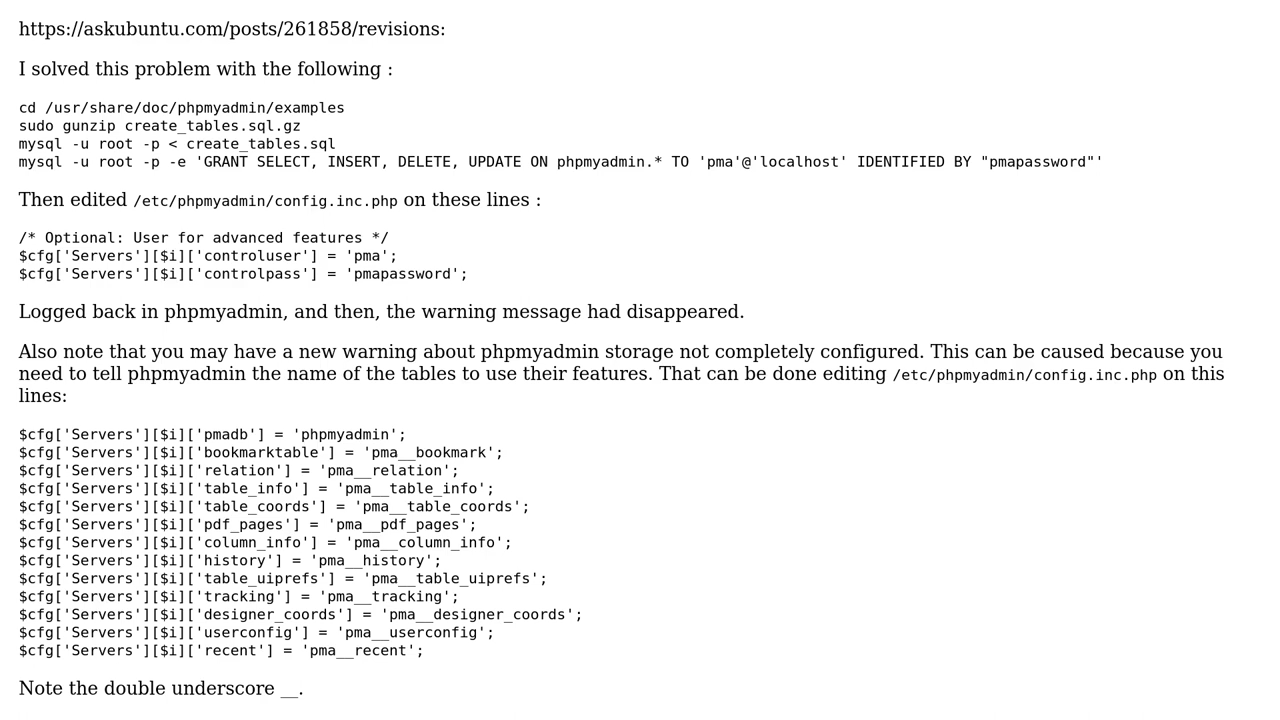 https://askubuntu.com/posts/261858/revisions:
I solved this problem with the following :
cd /usr/share/doc/phpmyadmin/examples
sudo gunzip create_tables.sql.gz
mysql -u root -p < create_tables.sql
mysql -u root -p -e 'GRANT SELECT, INSERT, DELETE, UPDATE ON phpmyadmin.* TO 'pma'@'localhost' IDENTIFIED BY "pmapassword"'
Then edited /etc/phpmyadmin/config.inc.php on these lines :
/* Optional: User for advanced features */
$cfg['Servers'][$i]['controluser'] = 'pma';
$cfg['Servers'][$i]['controlpass'] = 'pmapassword';
Logged back in phpmyadmin, and then, the warning message had disappeared.
Also note that you may have a new warning about phpmyadmin storage not completely configured. This can be caused because you
need to tell phpmyadmin the name of the tables to use their features. That can be done editing /etc/phpmyadmin/config.inc.php on this
lines:
$cfg['Servers'][$i]['pmadb'] = 'phpmyadmin';
$cfg['Servers'][$i]['bookmarktable'] = 'pma__bookmark';
$cfg['Servers'][$i]['relation'] = 'pma__relation';
$cfg['Servers'][$i]['table_info'] = 'pma__table_info';
$cfg['Servers'][$i]['table_coords'] = 'pma__table_coords';
$cfg['Servers'][$i]['pdf_pages'] = 'pma__pdf_pages';
$cfg['Servers'][$i]['column_info'] = 'pma__column_info';
$cfg['Servers'][$i]['history'] = 'pma__history';
$cfg['Servers'][$i]['table_uiprefs'] = 'pma__table_uiprefs';
$cfg['Servers'][$i]['tracking'] = 'pma__tracking';
$cfg['Servers'][$i]['designer_coords'] = 'pma__designer_coords';
$cfg['Servers'][$i]['userconfig'] = 'pma__userconfig';
$cfg['Servers'][$i]['recent'] = 'pma__recent';
Note the double underscore __.